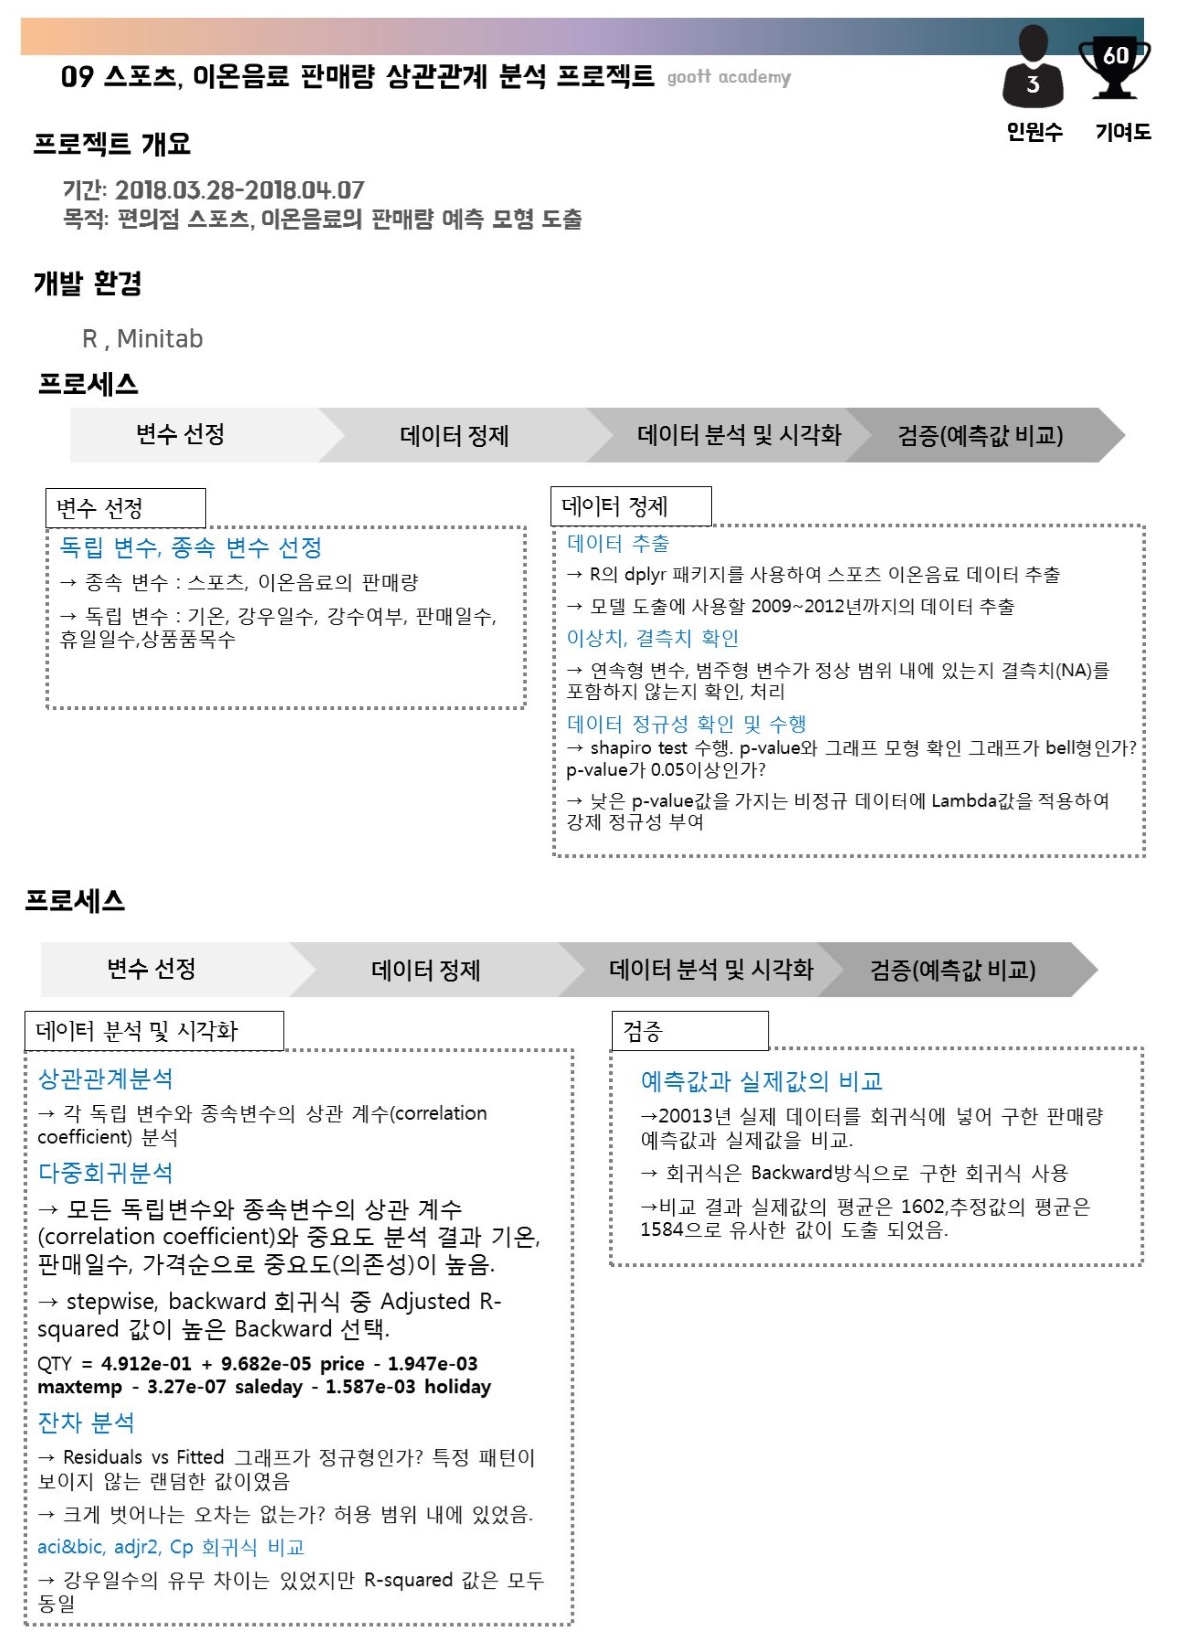 09 스포츠, 이온음료 판매량 상관관계 분석 프로젝트 goott academy
3
60
인원수
기여도
프로젝트 개요
기간: 2018.03.28-2018.04.07
목적: 편의점 스포츠, 이온음료의 판매량 예측 모형 도출
개발 환경
R , Minitab
프로세스
변수 선정
데이터 정제
데이터 분석 및 시각화
검증(예측값 비교)
변수 선정
독립 변수, 종속 변수 선정
→ 종속 변수 : 스포츠, 이온음료의 판매량
→ 독립 변수 : 기온, 강우일수, 강수여부, 판매일수,
휴일일수,상품품목수
데이터 정제
데이터 추출
→ R의 dplyr 패키지를 사용하여 스포츠 이온음료 데이터 추출
→ 모델 도출에 사용할 2009~2012년까지의 데이터 추출
이상치, 결측치 확인
→ 연속형 변수, 범주형 변수가 정상 범위 내에 있는지 결측치(NA)를
포함하지 않는지 확인, 처리
데이터 정규성 확인 및 수행
→ shapiro test 수행. p-value와 그래프 모형 확인 그래프가 bell형인가?
p-value가 0.05이상인가?
→ 낮은 p-value값을 가지는 비정규 데이터에 Lambda값을 적용하여
강제 정규성 부여
프로세스
변수 선정
데이터 정제
데이터 분석 및 시각화
검증(예측값 비교)
데이터 분석 및 시각화
상관관계분석
→ 각 독립 변수와 종속변수의 상관 계수(correlation
coefficient) 분석
다중회귀분석
→ 모든 독립변수와 종속변수의 상관 계수
(correlation coefficient)와 중요도 분석 결과 기온,
판매일수, 가격순으로 중요도(의존성)이 높음.
→ stepwise, backward 회귀식 중 Adjusted R-
squared 값이 높은 Backward 선택.
QTY = 4.912e-01 + 9.682e-05 price - 1.947e-03
maxtemp - 3.27e-07 saleday - 1.587e-03 holiday
잔차 분석
→ Residuals vs Fitted 그래프가 정규형인가? 특정 패턴이
보이지 않는 랜덤한 값이였음
→ 크게 벗어나는 오차는 없는가? 허용 범위 내에 있었음.
aci&bic, adjr2, Cp 회귀식 비교
→ 강우일수의 유무 차이는 있었지만 R-squared 값은 모두
동일
검증
예측값과 실제값의 비교
→20013년 실제 데이터를 회귀식에 넣어 구한 판매량
예측값과 실제값을 비교.
→ 회귀식은 Backward방식으로 구한 회귀식 사용
→비교 결과 실제값의 평균은 1602,추정값의 평균은
1584으로 유사한 값이 도출 되었음.